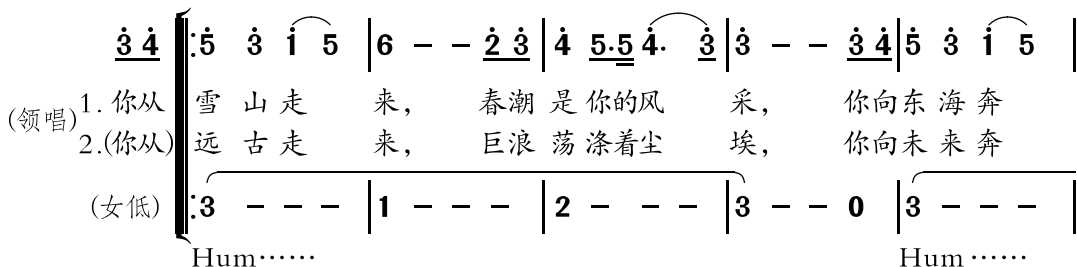 3 4 5 3 1 5 6 – – 2 3 4 5·5 4· 3 3 – – 3 4 5 3 1 5
(领唱) 1. 你从 雪 山 走 来， 春潮 是 你的风 采， 你向东 海 奔
2.(你从) 远 古 走 来， 巨浪 荡 涤着尘 埃， 你向未 来 奔
(女低) 3 – – – 1 – – – 2 – – – 3 – – 0 3 – – –
Hum…… Hum……